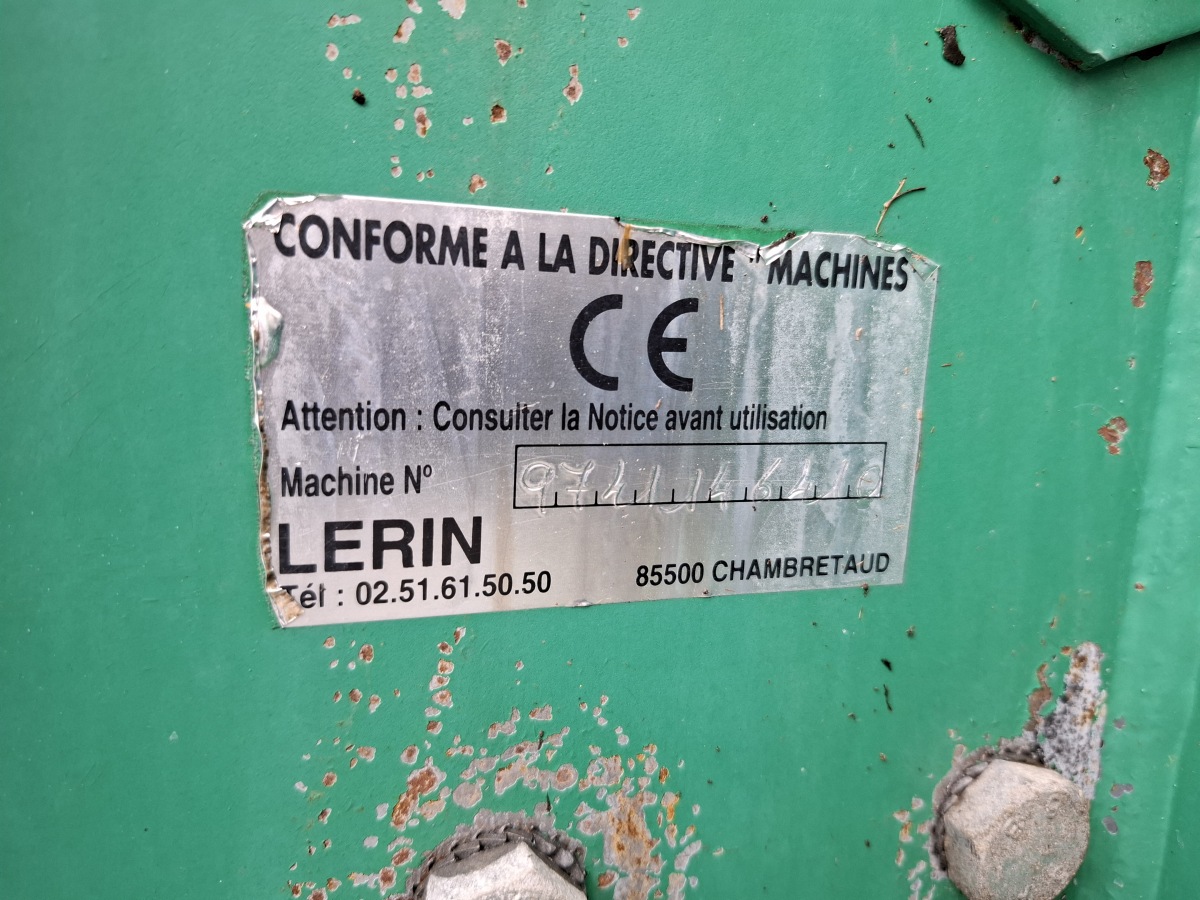 CONFORME A LA DIRECTIVE " MACHINES
CE
Attention : Consulter la Notice avant utilisation
Machine Nº
LERIN
Tél : 02.51.61.50.50
85500 CHAMBRETAUD